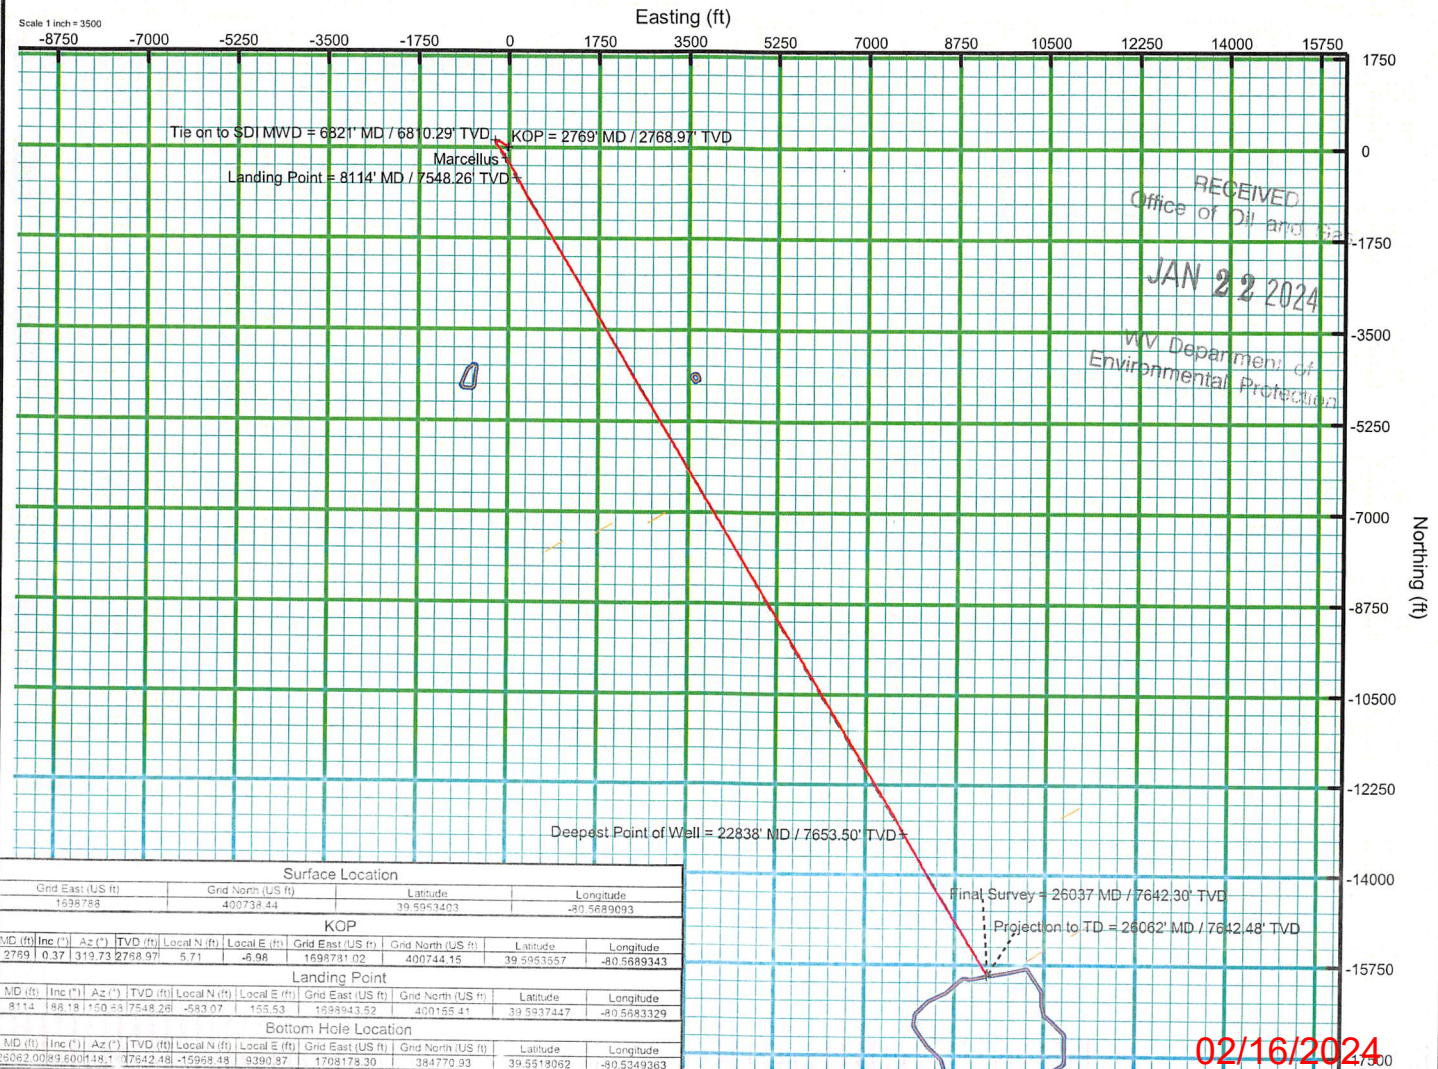 Easting (ft)
Scale 1 inch = 3500
-8750 -7000 -5250 -3500 -1750 0 1750 3500 5250 7000 8750 10500 12250 14000 15750
1750
Tie on to SDI MWD = 6821' MD / 6810.29' TVD
KOP = 2769' MD / 2768.97' TVD
0
Marcellus
Landing Point = 8114' MD / 7548.26' TVD
RECEIVED
Office of Oil and Gas
-1750
JAN 22 2024
-3500
WV Department of
Environmental Protection
-5250
-7000
Northing (ft)
-8750
-10500
-12250
Deepest Point of Well = 22838' MD / 7653.50' TVD
-14000
Final Survey = 26037 MD / 7642.30' TVD
Projection to TD = 26062' MD / 7642.48' TVD
-15750
Surface Location
Grid East (US ft) Grid North (US ft) Latitude Longitude
1698788 400738.44 39.5953403 -80.5689093
KOP
MD (ft) Inc (°) Az (°) TVD (ft) Local N (ft) Local E (ft) Grid East (US ft) Grid North (US ft) Latitude Longitude
2769 0.37 319.73 2768.97 5.71 -6.98 1698781.02 400744.15 39.5953557 -80.5689343
Landing Point
MD (ft) Inc (°) Az (°) TVD (ft) Local N (ft) Local E (ft) Grid East (US ft) Grid North (US ft) Latitude Longitude
8114 7548.26 -583.07 155.53 1698943.52 400155.41 39.5937447 -80.5683329
Bottom Hole Location
MD (ft) Inc (°) Az (°) TVD (ft) Local N (ft) Local E (ft) Grid East (US ft) Grid North (US ft) Latitude Longitude
26062.00 89.600 7642.48 -15968.48 9390.87 1708178.30 384770.93 39.5518062 -80.5349363
02/16/2024
-17500